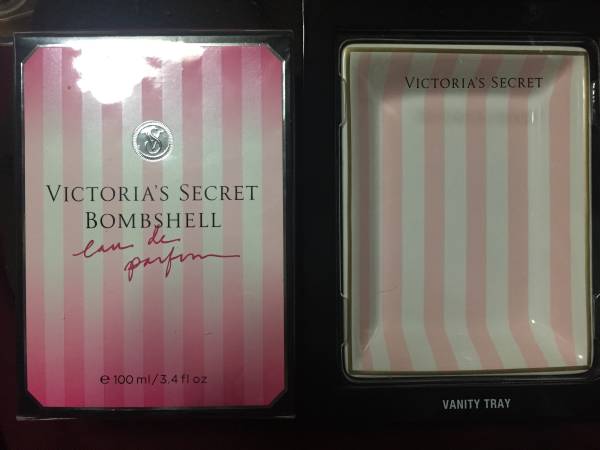 VS
VICTORIA'S SECRET
BOMBSHELL
eau de
parfum
℮ 100 ml/3.4 fl oz
VICTORIA'S SECRET
VANITY TRAY